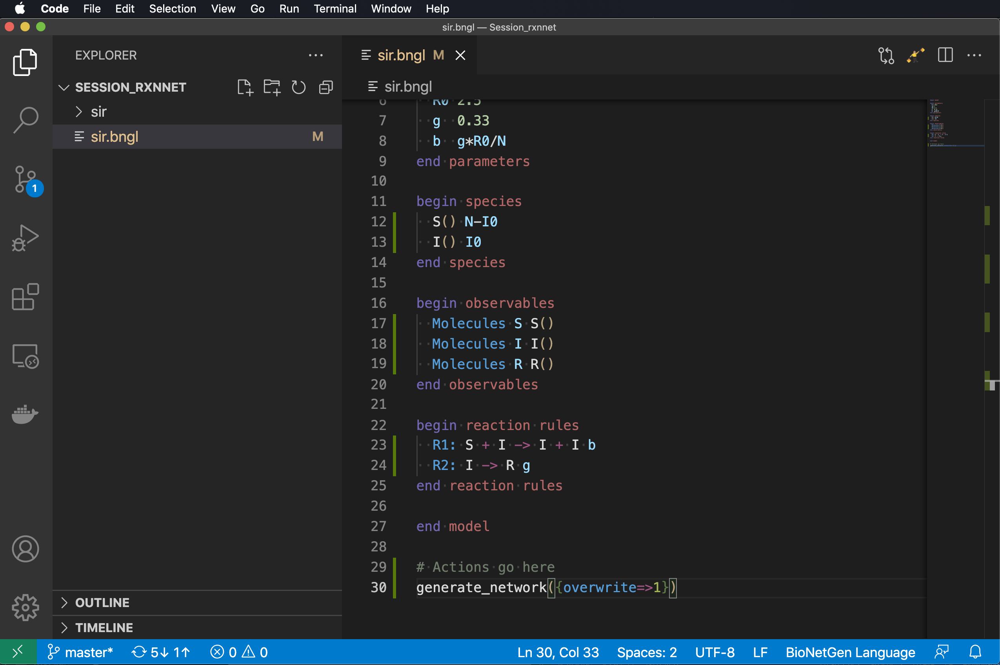 Code File Edit Selection View Go Run Terminal Window Help
sir.bngl — Session_rxnnet
EXPLORER
SESSION_RXNNET
sir
sir.bngl M
1
OUTLINE
TIMELINE
sir.bngl M
sir.bngl
6 R0 2.5
7 g 0.33
8 b g*R0/N
9 end parameters
10
11 begin species
12 S() N-I0
13 I() I0
14 end species
15
16 begin observables
17 Molecules S S()
18 Molecules I I()
19 Molecules R R()
20 end observables
21
22 begin reaction rules
23 R1: S + I -> I + I b
24 R2: I -> R g
25 end reaction rules
26
27 end model
28
29 # Actions go here
30 generate_network({overwrite=>1})
master* 5↓ 1↑ 0 0 Ln 30, Col 33 Spaces: 2 UTF-8 LF BioNetGen Language